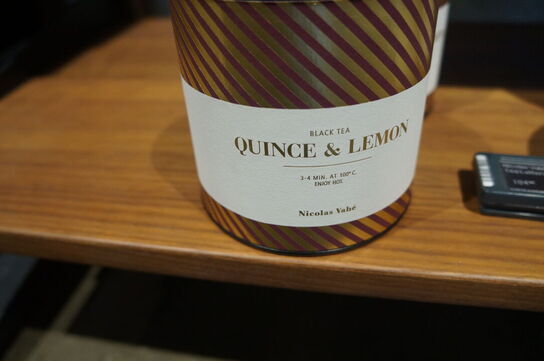 BLACK TEA
QUINCE & LEMON
3-4 MIN. AT 100° C.
ENJOY HOT.
Nicolas Vahé